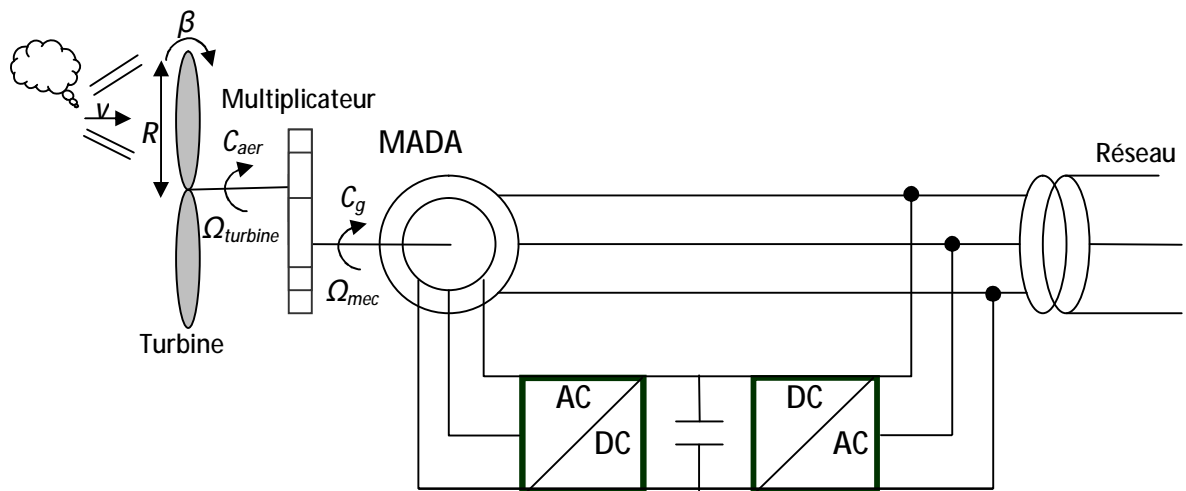 β
v
R
Multiplicateur
C_aer
MADA
Réseau
C_g
Ω_turbine
Ω_mec
Turbine
AC
DC
DC
AC